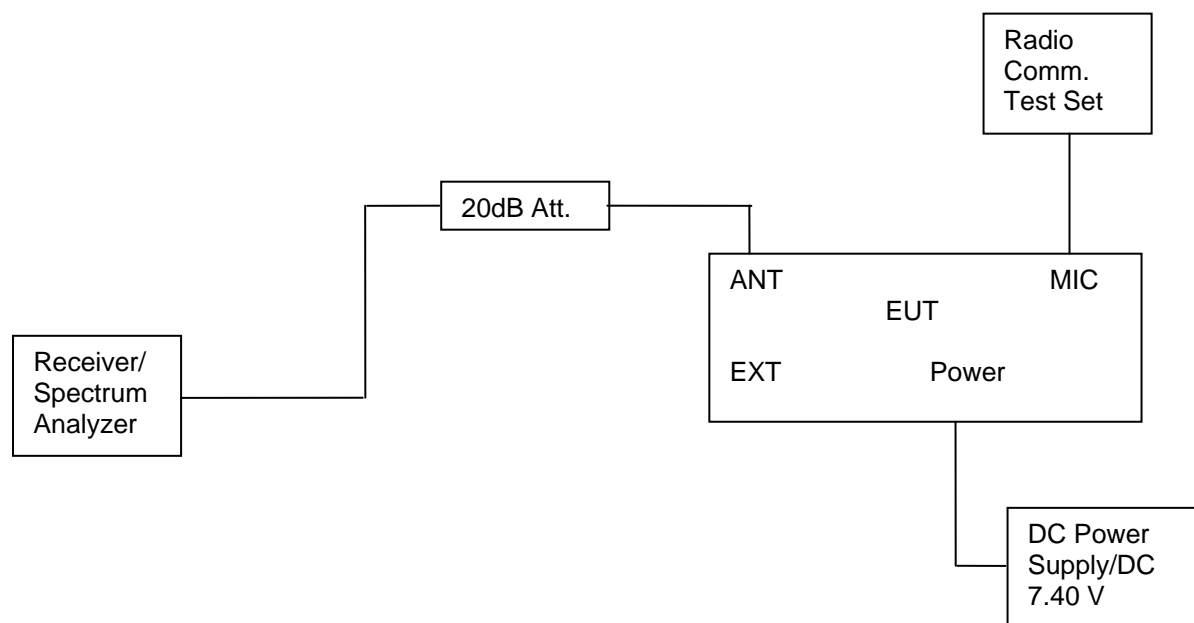 Radio
Comm.
Test Set
20dB Att.
ANT
MIC
EUT
EXT
Power
Receiver/
Spectrum
Analyzer
DC Power
Supply/DC
7.40 V